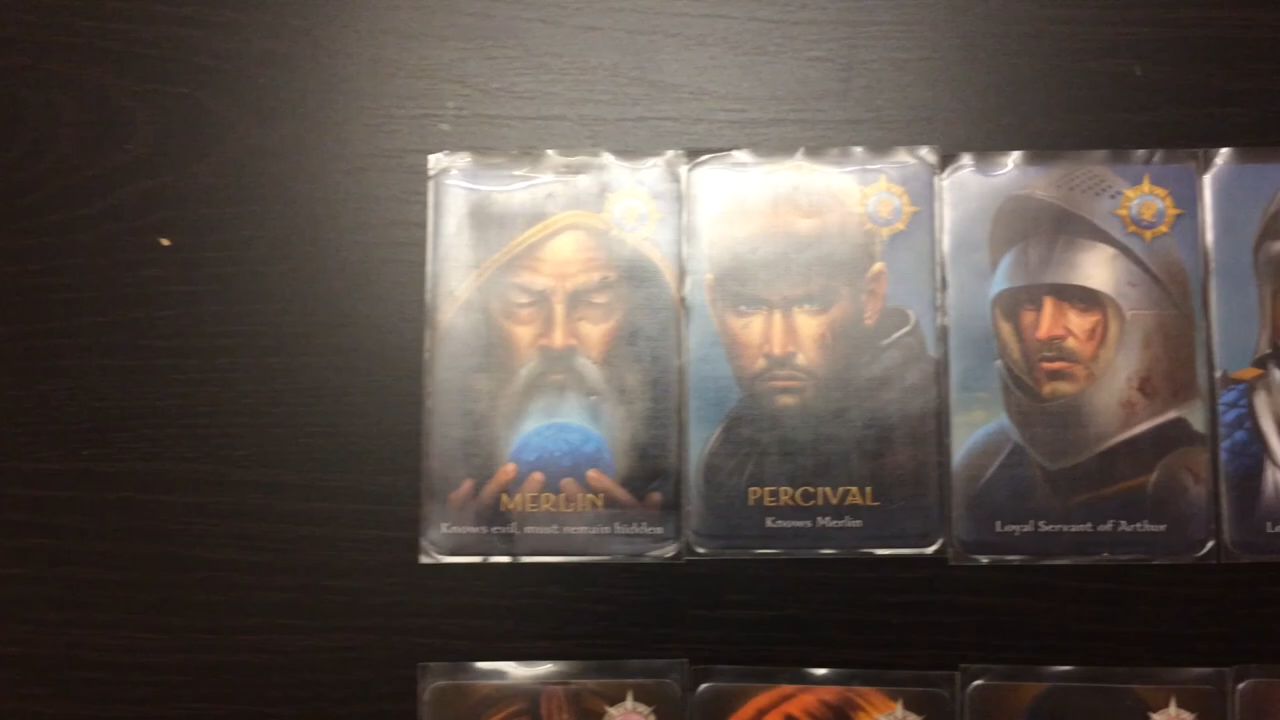 MERLIN
Knows evil, must remain hidden
PERCIVAL
Knows Merlin
Loyal Servant of Arthur